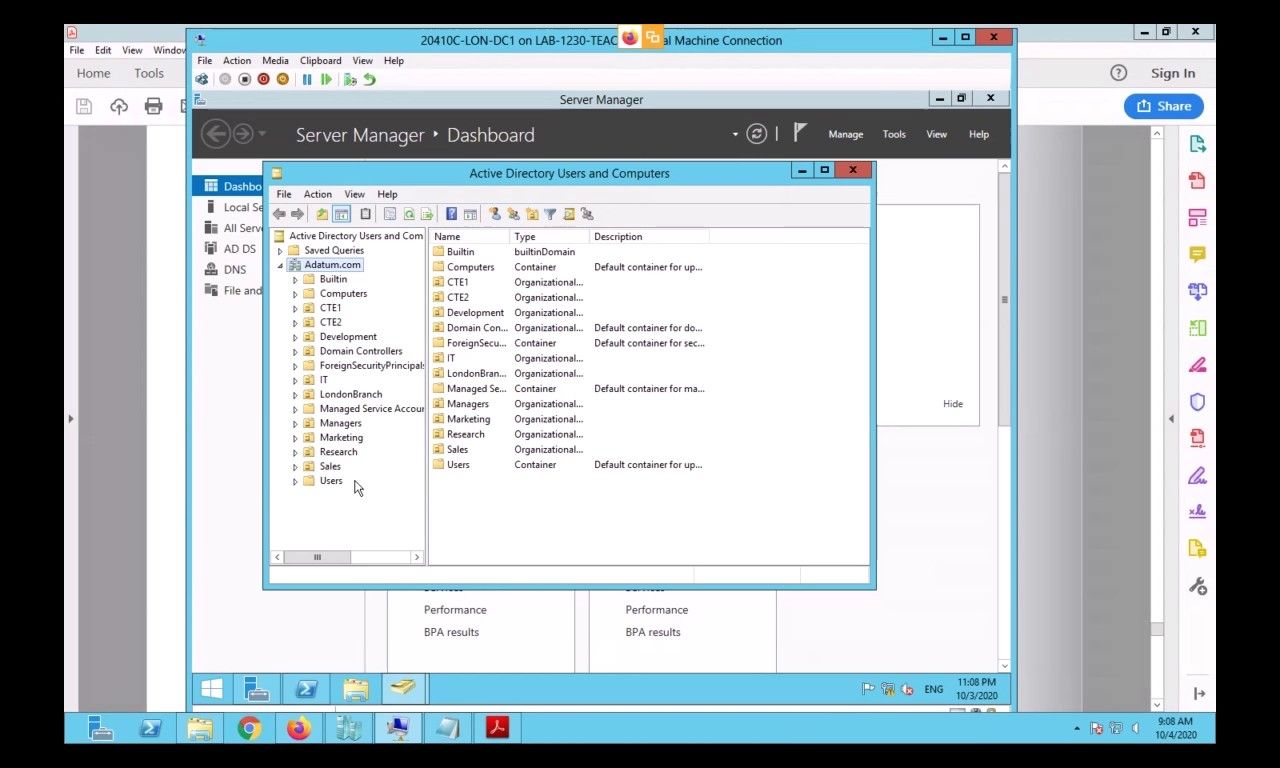 20410C-LON-DC1 on LAB-1230-TEAC al Machine Connection
File Edit View Window
File Action Media Clipboard View Help
Home Tools
Sign In
Share
Server Manager
Server Manager Dashboard
Manage Tools View Help
Dashbo
Local Se
All Serv
AD DS
DNS
File and
Active Directory Users and Computers
File Action View Help
Active Directory Users and Com
Saved Queries
Adatum.com
Builtin
Computers
CTE1
CTE2
Development
Domain Controllers
ForeignSecurityPrincipals
IT
LondonBranch
Managed Service Accour
Managers
Marketing
Research
Sales
Users
Name Type Description
Builtin builtinDomain
Computers Container Default container for up...
CTE1 Organizational...
CTE2 Organizational...
Development Organizational...
Domain Con... Organizational... Default container for do...
ForeignSecu... Container Default container for sec...
IT Organizational...
LondonBran... Organizational...
Managed Se... Container Default container for ma...
Managers Organizational...
Marketing Organizational...
Research Organizational...
Sales Organizational...
Users Container Default container for up...
Hide
Performance Performance
BPA results BPA results
ENG
11:08 PM
10/3/2020
9:08 AM
10/4/2020